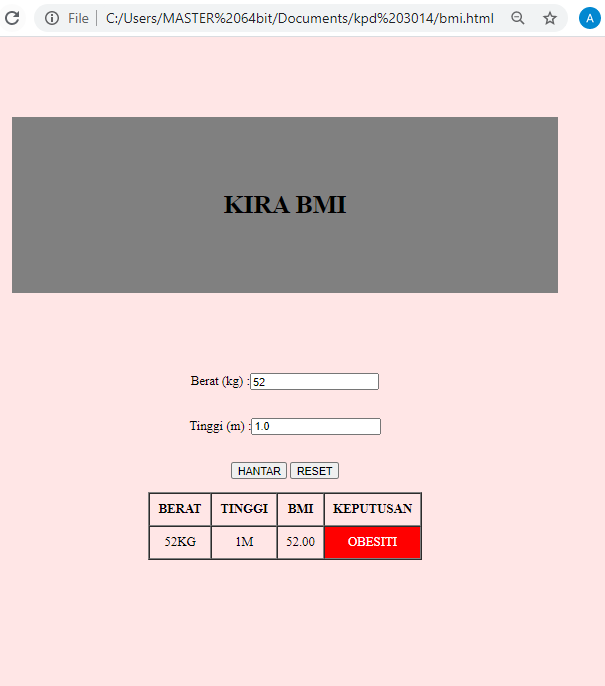 File C:/Users/MASTER%2064bit/Documents/kpd%203014/bmi.html A
KIRA BMI
Berat (kg) :52
Tinggi (m) :1.0
HANTAR RESET
BERAT TINGGI BMI KEPUTUSAN
52KG 1M 52.00 OBESITI